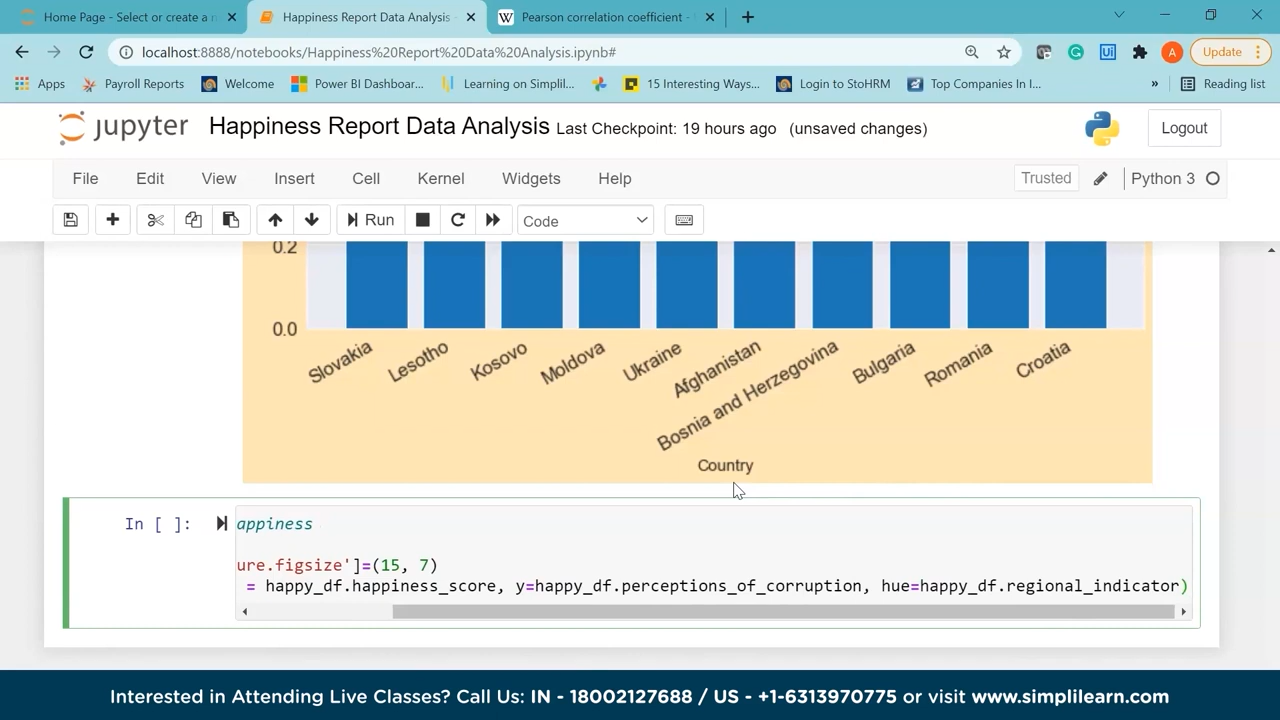 Home Page - Select or create a n
Happiness Report Data Analysis -
Pearson correlation coefficient -
localhost:8888/notebooks/Happiness%20Report%20Data%20Analysis.ipynb#
A
Update
Apps
Payroll Reports
Welcome
Power BI Dashboar...
Learning on Simplil...
15 Interesting Ways...
Login to StoHRM
Top Companies In I...
»
Reading list
jupyter
Happiness Report Data Analysis Last Checkpoint: 19 hours ago (unsaved changes)
Logout
File Edit View Insert Cell Kernel Widgets Help
Trusted
Python 3
Run
Code
0.2
0.0
Slovakia
Lesotho
Kosovo
Moldova
Ukraine
Afghanistan
Bosnia and Herzegovina
Bulgaria
Romania
Croatia
Country
In [ ]:
appiness
ure.figsize']=(15, 7)
= happy_df.happiness_score, y=happy_df.perceptions_of_corruption, hue=happy_df.regional_indicator)
Interested in Attending Live Classes? Call Us: IN - 18002127688 / US - +1-6313970775 or visit www.simplilearn.com